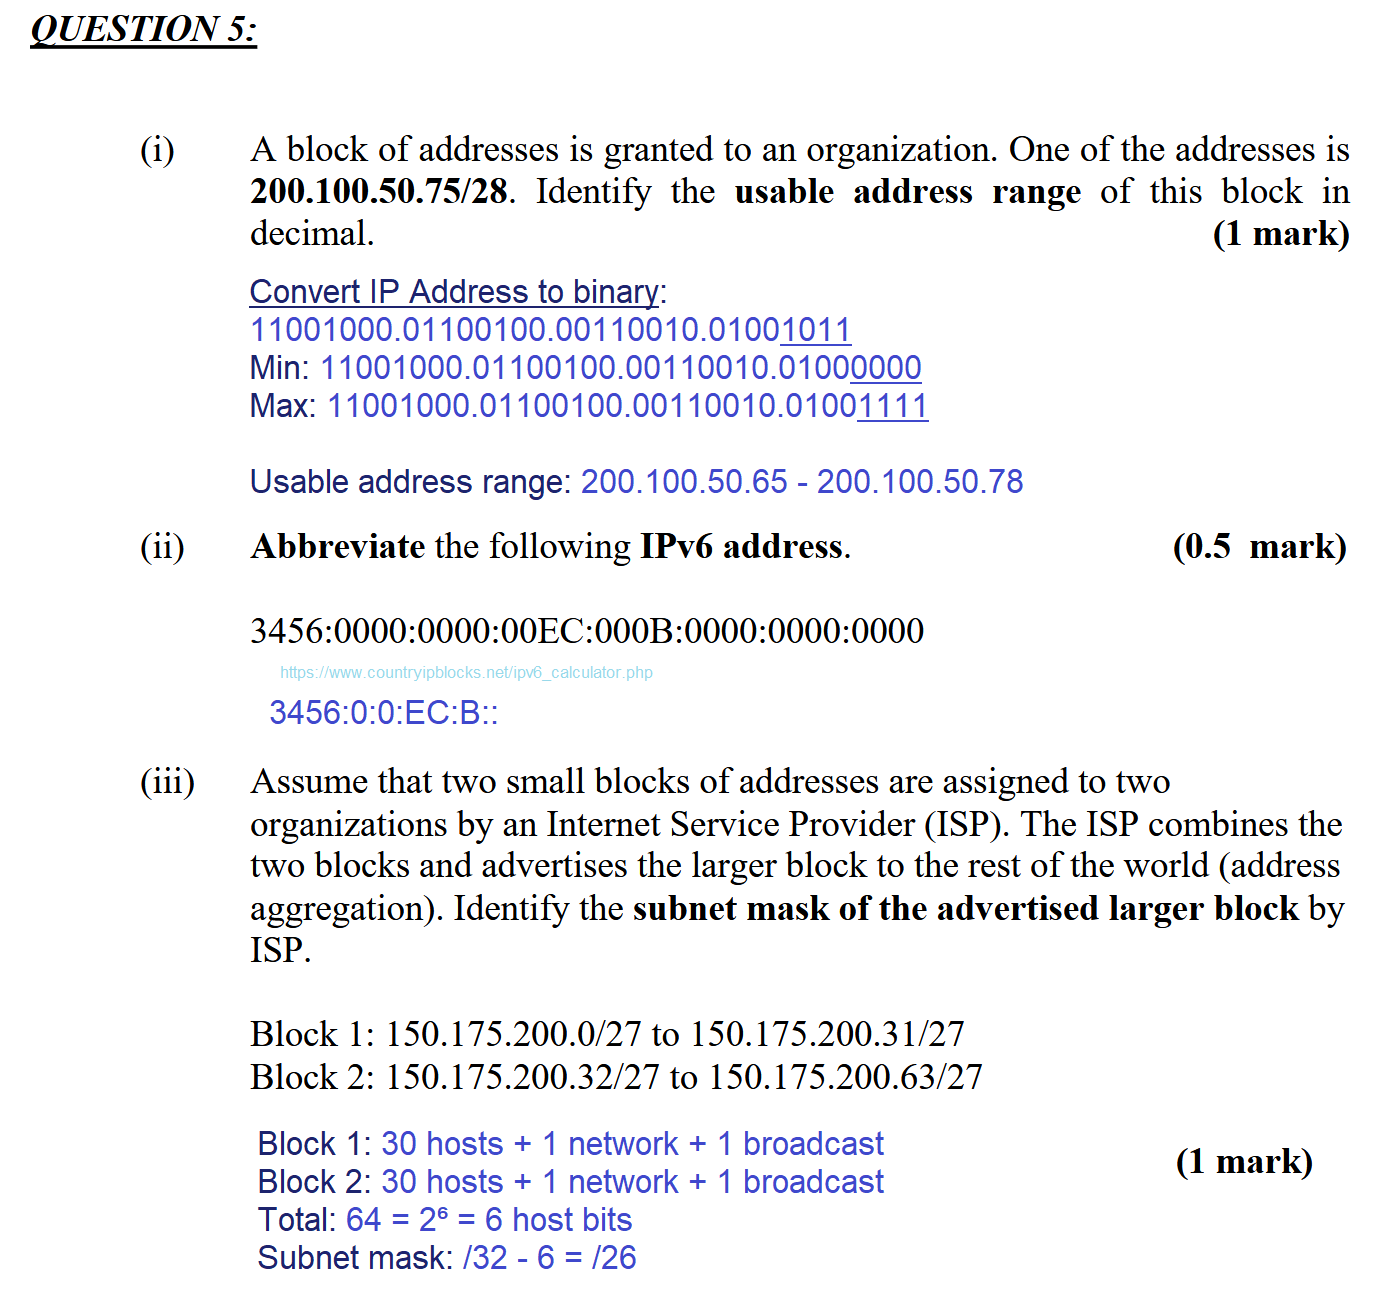 QUESTION 5:
(i) A block of addresses is granted to an organization. One of the addresses is
200.100.50.75/28. Identify the usable address range of this block in
decimal. (1 mark)
Convert IP Address to binary:
11001000.01100100.00110010.01001011
Min: 11001000.01100100.00110010.01000000
Max: 11001000.01100100.00110010.01001111
Usable address range: 200.100.50.65 - 200.100.50.78
(ii) Abbreviate the following IPv6 address. (0.5 mark)
3456:0000:0000:00EC:000B:0000:0000:0000
https://www.countryipblocks.net/ipv6_calculator.php
3456:0:0:EC:B::
(iii) Assume that two small blocks of addresses are assigned to two
organizations by an Internet Service Provider (ISP). The ISP combines the
two blocks and advertises the larger block to the rest of the world (address
aggregation). Identify the subnet mask of the advertised larger block by
ISP.
Block 1: 150.175.200.0/27 to 150.175.200.31/27
Block 2: 150.175.200.32/27 to 150.175.200.63/27
Block 1: 30 hosts + 1 network + 1 broadcast
(1 mark)
Block 2: 30 hosts + 1 network + 1 broadcast
Total: 64 = 2⁶ = 6 host bits
Subnet mask: /32 - 6 = /26